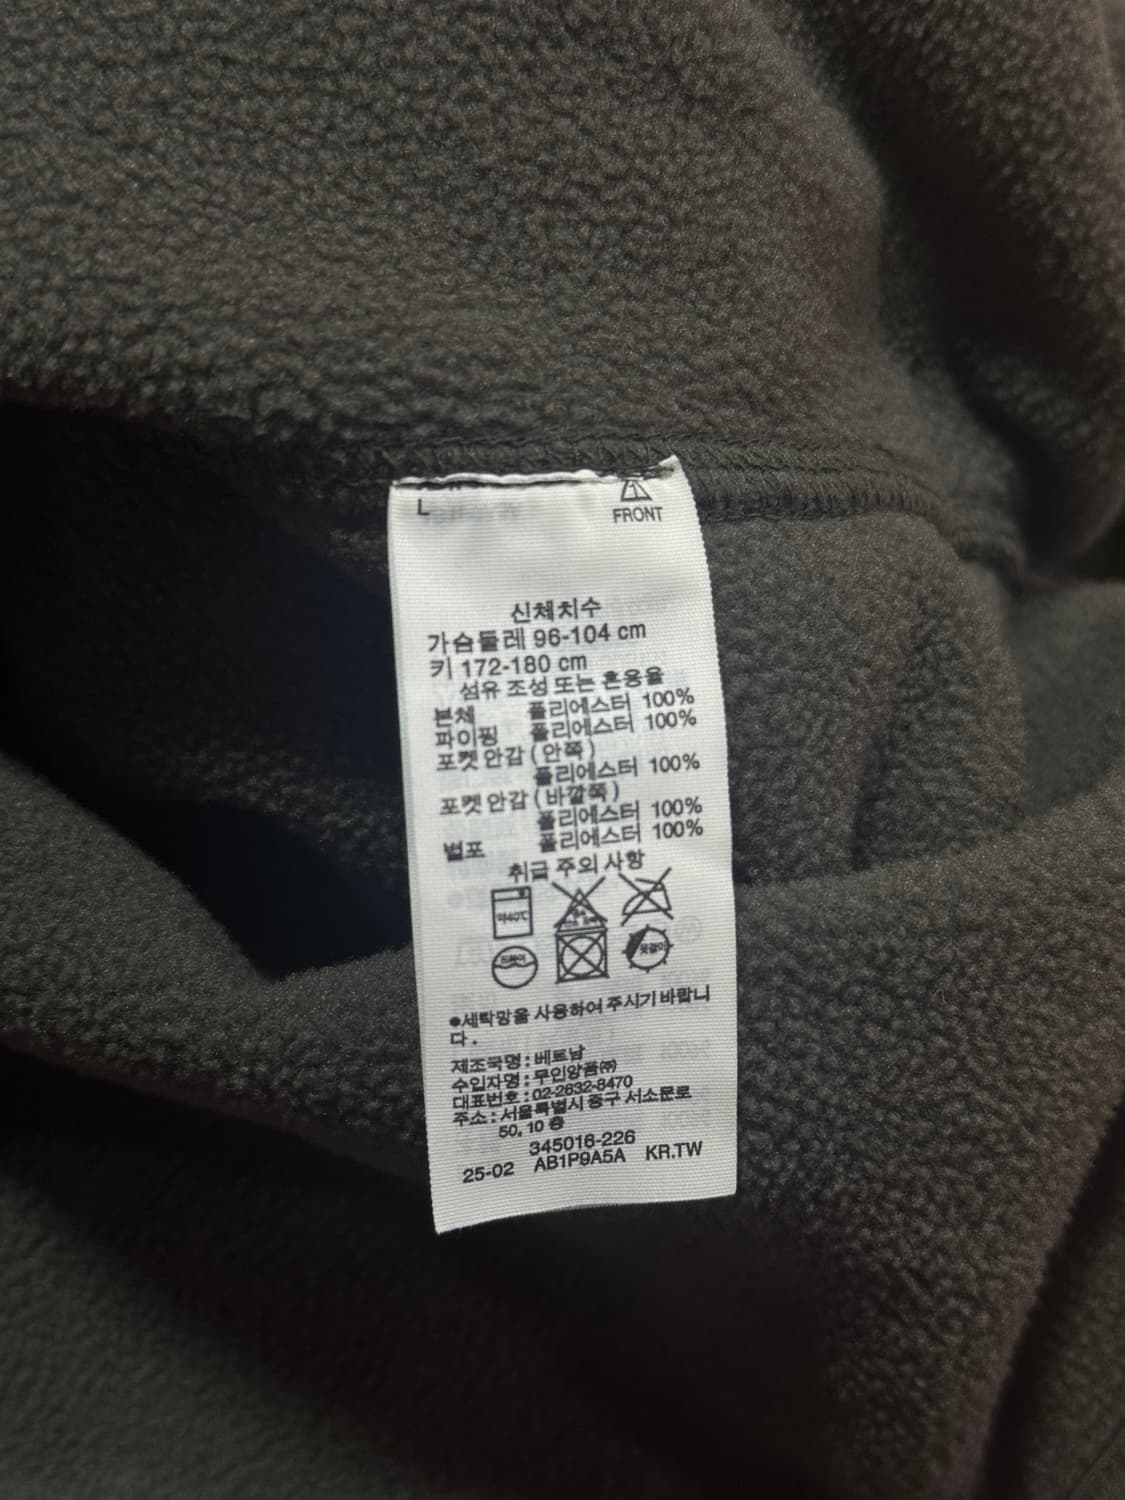 L
FRONT
신체치수
가슴둘레 96-104 cm
키 172-180 cm
섬유 조성 또는 혼용율
본체 폴리에스터 100%
파이핑 폴리에스터 100%
포켓 안감 ( 안쪽 )
폴리에스터 100%
포켓 안감 ( 바깥쪽 )
폴리에스터 100%
별포 폴리에스터 100%
취급 주의 사항
약40℃
옷걸이
●세탁망을 사용하여 주시기 바랍니
다.
제조국명 : 베트남
수입자명 : 무인양품㈜
대표번호 : 02-2632-8470
주소 : 서울특별시 중구 서소문로
50, 10 층
345016-226
25-02 AB1P9A5A KR.TW